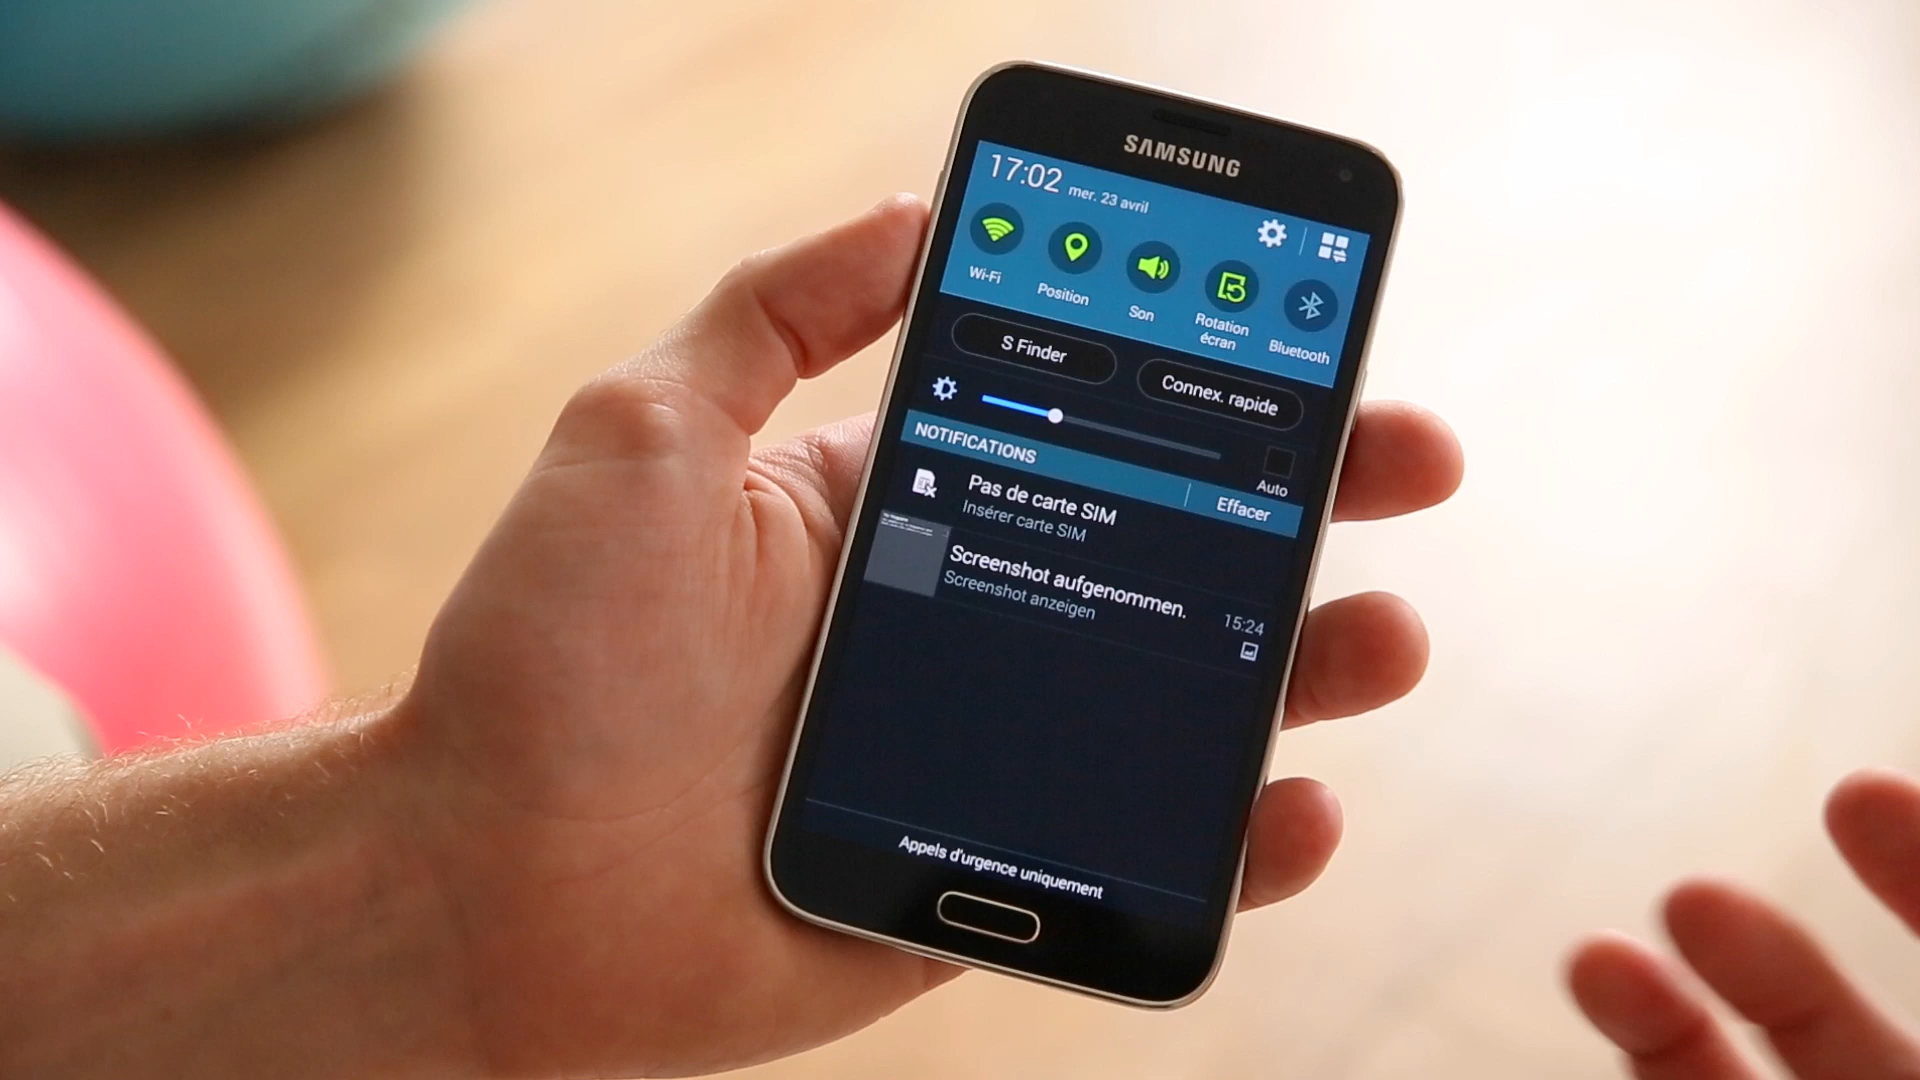 SAMSUNG
17:02 mer. 23 avril
Wi-Fi
Position
Son
Rotation
écran
Bluetooth
S Finder
Connex. rapide
Auto
NOTIFICATIONS
Effacer
Pas de carte SIM
Insérer carte SIM
Screenshot aufgenommen.
Screenshot anzeigen
15:24
Appels d'urgence uniquement